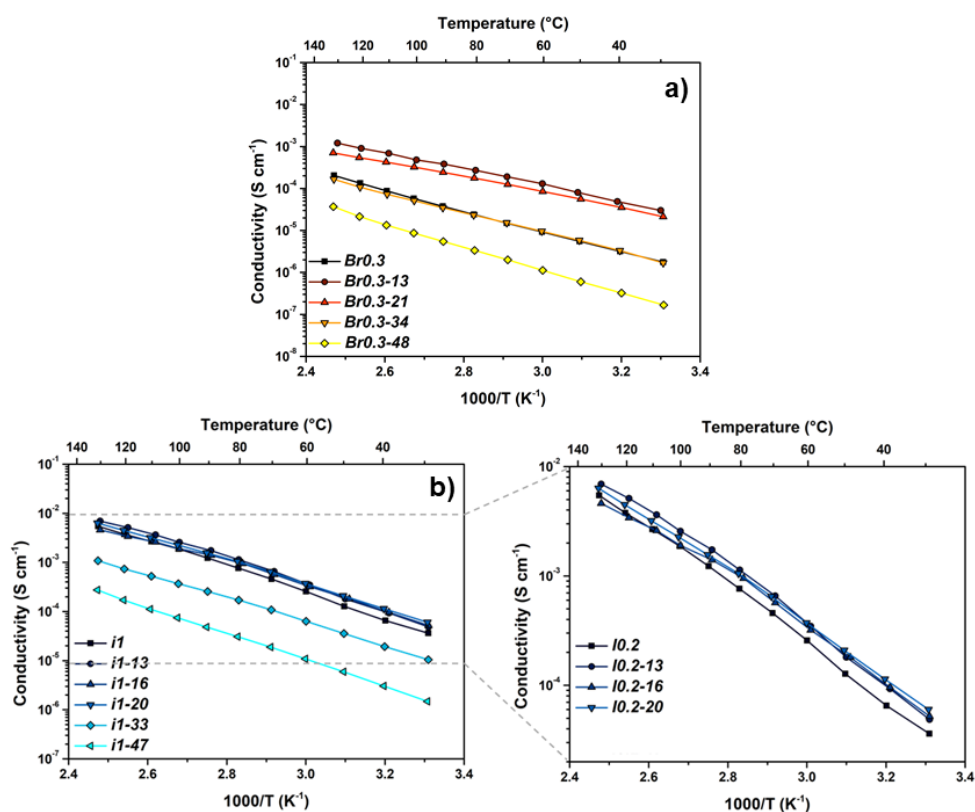 Temperature (°C)
140 120 100 80 60 40
a)
Conductivity (S cm⁻¹)
10⁻¹
10⁻²
10⁻³
10⁻⁴
10⁻⁵
10⁻⁶
10⁻⁷
10⁻⁸
Br0.3
Br0.3-13
Br0.3-21
Br0.3-34
Br0.3-48
2.4 2.6 2.8 3.0 3.2 3.4
1000/T (K⁻¹)
Temperature (°C)
140 120 100 80 60 40
b)
Conductivity (S cm⁻¹)
10⁻¹
10⁻²
10⁻³
10⁻⁴
10⁻⁵
10⁻⁶
10⁻⁷
i1
i1-13
i1-16
i1-20
i1-33
i1-47
2.4 2.6 2.8 3.0 3.2 3.4
1000/T (K⁻¹)
Temperature (°C)
140 120 100 80 60 40
Conductivity (S cm⁻¹)
10⁻²
10⁻³
10⁻⁴
I0.2
I0.2-13
I0.2-16
I0.2-20
2.4 2.6 2.8 3.0 3.2 3.4
1000/T (K⁻¹)